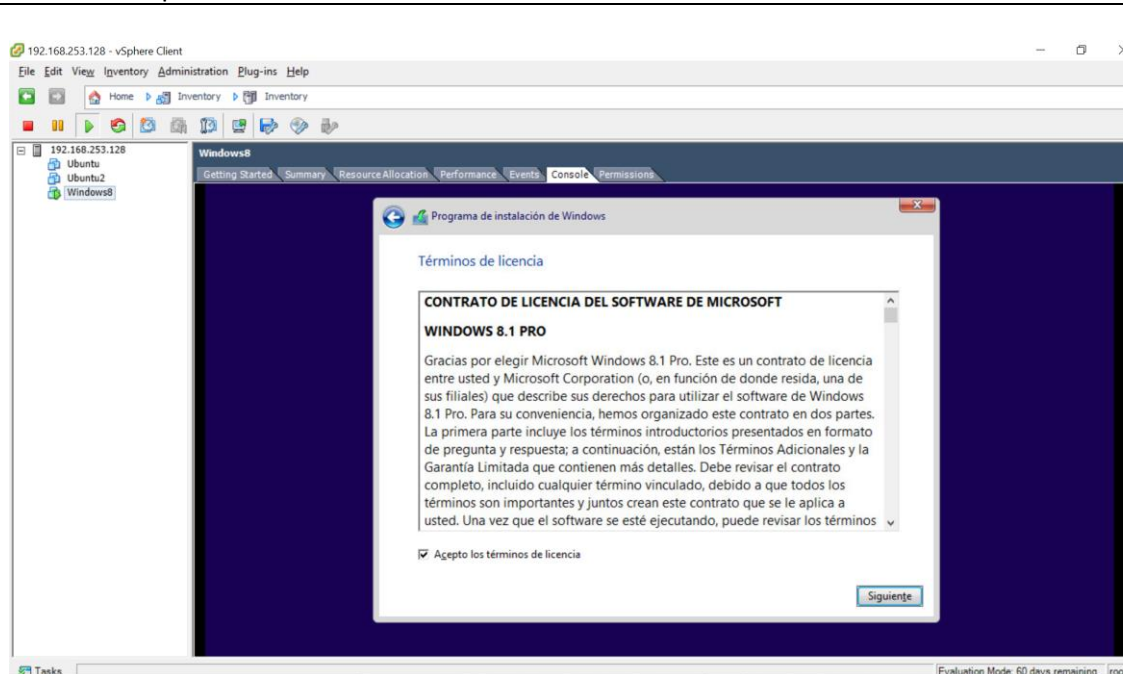 192.168.253.128 - vSphere Client
File Edit View Inventory Administration Plug-ins Help
Home Inventory Inventory
192.168.253.128
Ubuntu
Ubuntu2
Windows8
Windows8
Getting Started Summary Resource Allocation Performance Events Console Permissions
Programa de instalación de Windows
Términos de licencia
CONTRATO DE LICENCIA DEL SOFTWARE DE MICROSOFT
WINDOWS 8.1 PRO
Gracias por elegir Microsoft Windows 8.1 Pro. Este es un contrato de licencia
entre usted y Microsoft Corporation (o, en función de donde resida, una de
sus filiales) que describe sus derechos para utilizar el software de Windows
8.1 Pro. Para su conveniencia, hemos organizado este contrato en dos partes.
La primera parte incluye los términos introductorios presentados en formato
de pregunta y respuesta; a continuación, están los Términos Adicionales y la
Garantía Limitada que contienen más detalles. Debe revisar el contrato
completo, incluido cualquier término vinculado, debido a que todos los
términos son importantes y juntos crean este contrato que se le aplica a
usted. Una vez que el software se esté ejecutando, puede revisar los términos
Acepto los términos de licencia
Siguiente
Tasks
Evaluation Mode: 60 days remaining